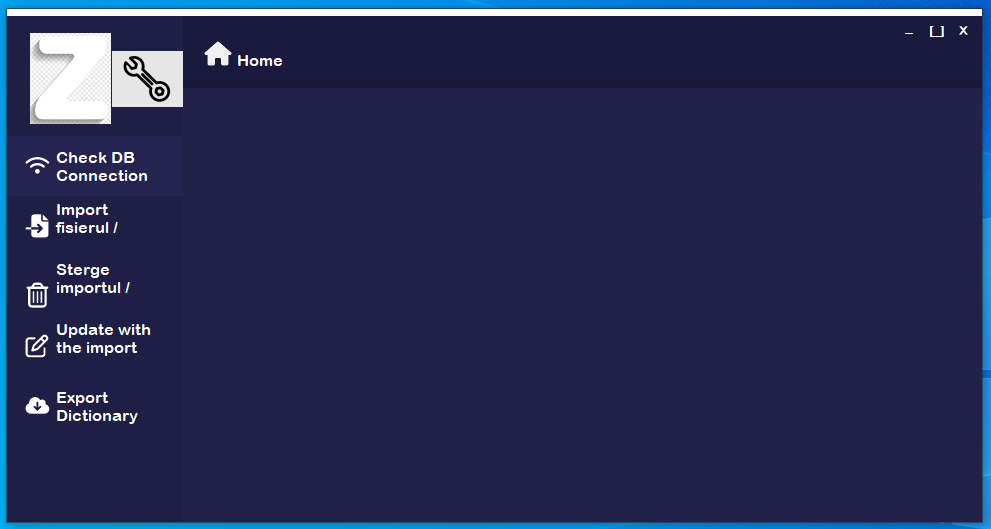 Z
Home
_ [_] X
Check DB
Connection
Import
fisierul /
Sterge
importul /
Update with
the import
Export
Dictionary